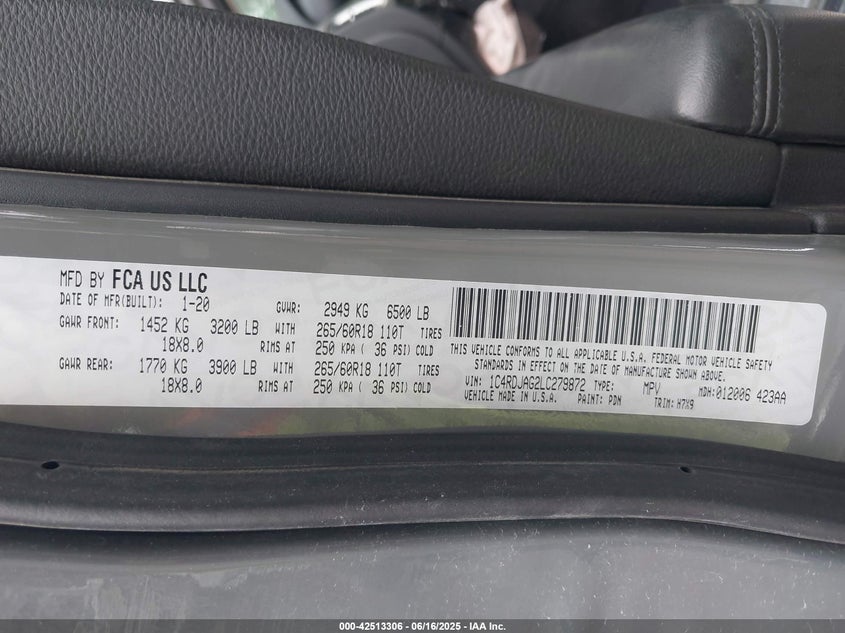 MFD BY FCA US LLC
DATE OF MFR(BUILT): 1-20 GVWR: 2949 KG 6500 LB
GAWR FRONT: 1452 KG 3200 LB WITH 265/60R18 110T TIRES
18X8.0 RIMS AT 250 KPA ( 36 PSI) COLD
GAWR REAR: 1770 KG 3900 LB WITH 265/60R18 110T TIRES
18X8.0 RIMS AT 250 KPA ( 36 PSI) COLD
THIS VEHICLE CONFORMS TO ALL APPLICABLE U.S.A. FEDERAL MOTOR VEHICLE SAFETY
STANDARDS IN EFFECT ON THE DATE OF MANUFACTURE SHOWN ABOVE.
VIN: 1C4RDJAG2LC279872 TYPE: MPV MDH: 012006 423AA
VEHICLE MADE IN U.S.A. PAINT: PDN TRIM: H7X9
000-42513306 - 06/16/2025 - IAA Inc.